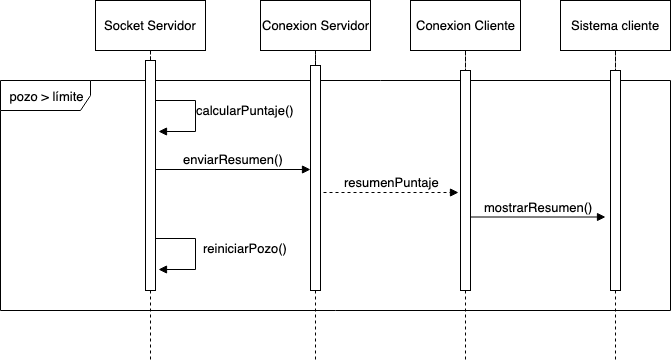 Socket Servidor
Conexion Servidor
Conexion Cliente
Sistema cliente
pozo > límite
calcularPuntaje()
enviarResumen()
resumenPuntaje
mostrarResumen()
reiniciarPozo()